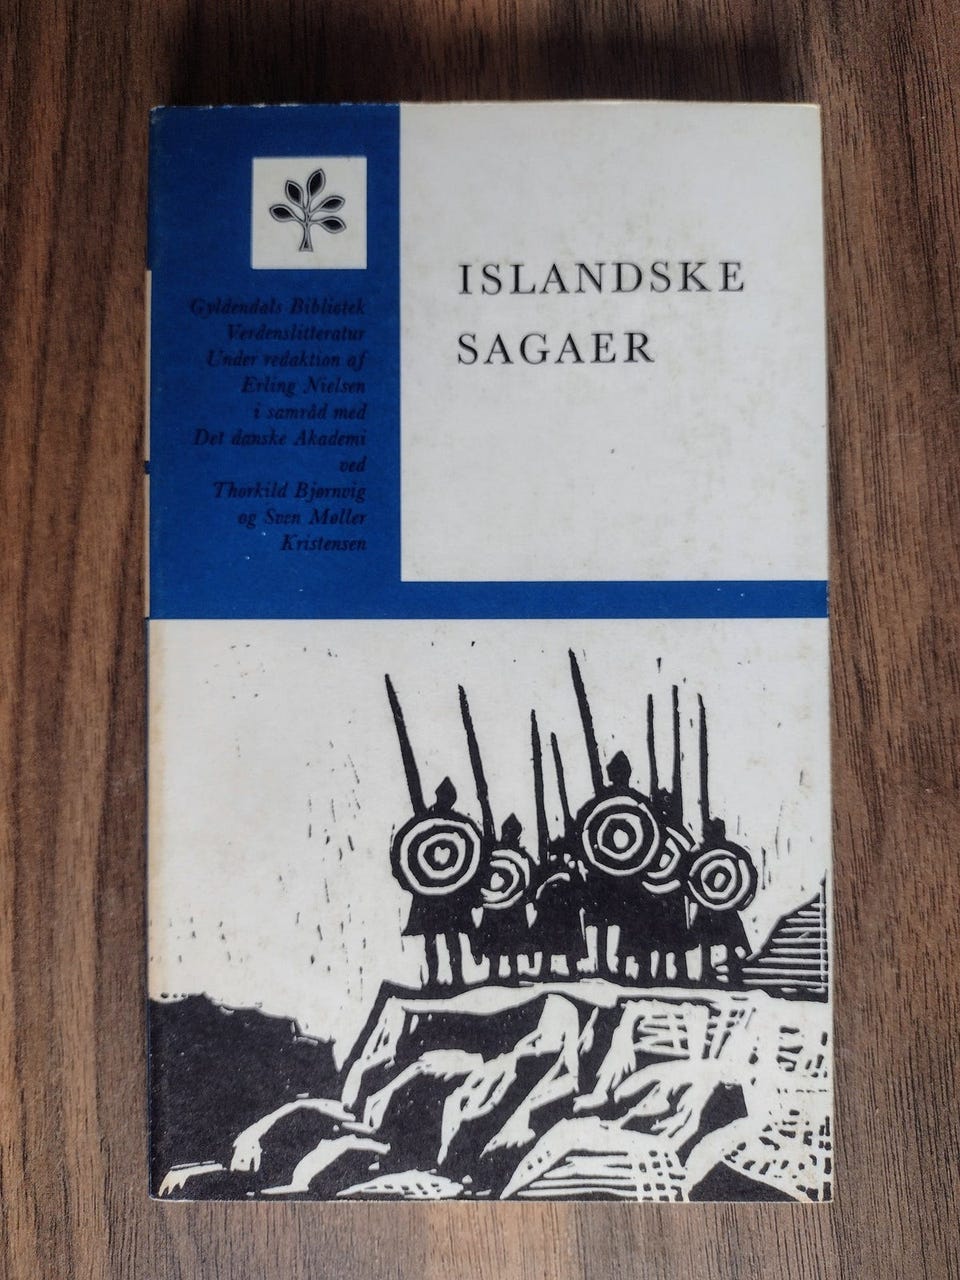 Gyldendals Bibliotek
Verdenslitteratur
Under redaktion af
Erling Nielsen
i samråd med
Det danske Akademi
ved
Thorkild Bjørnvig
og Sven Møller
Kristensen
ISLANDSKE
SAGAER